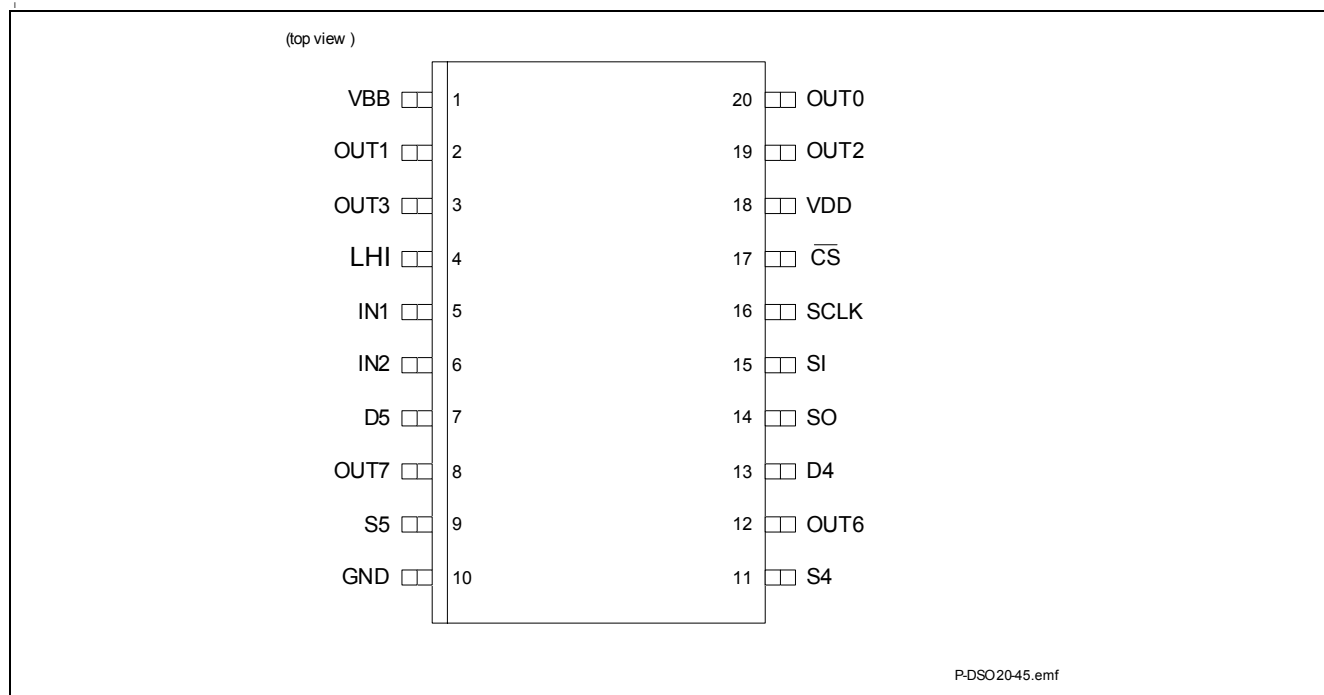 (top view )
VBB 1 20 OUT0
OUT1 2 19 OUT2
OUT3 3 18 VDD
LHI 4 17 C̅S̅
IN1 5 16 SCLK
IN2 6 15 SI
D5 7 14 SO
OUT7 8 13 D4
S5 9 12 OUT6
GND 10 11 S4
P-DSO20-45.emf